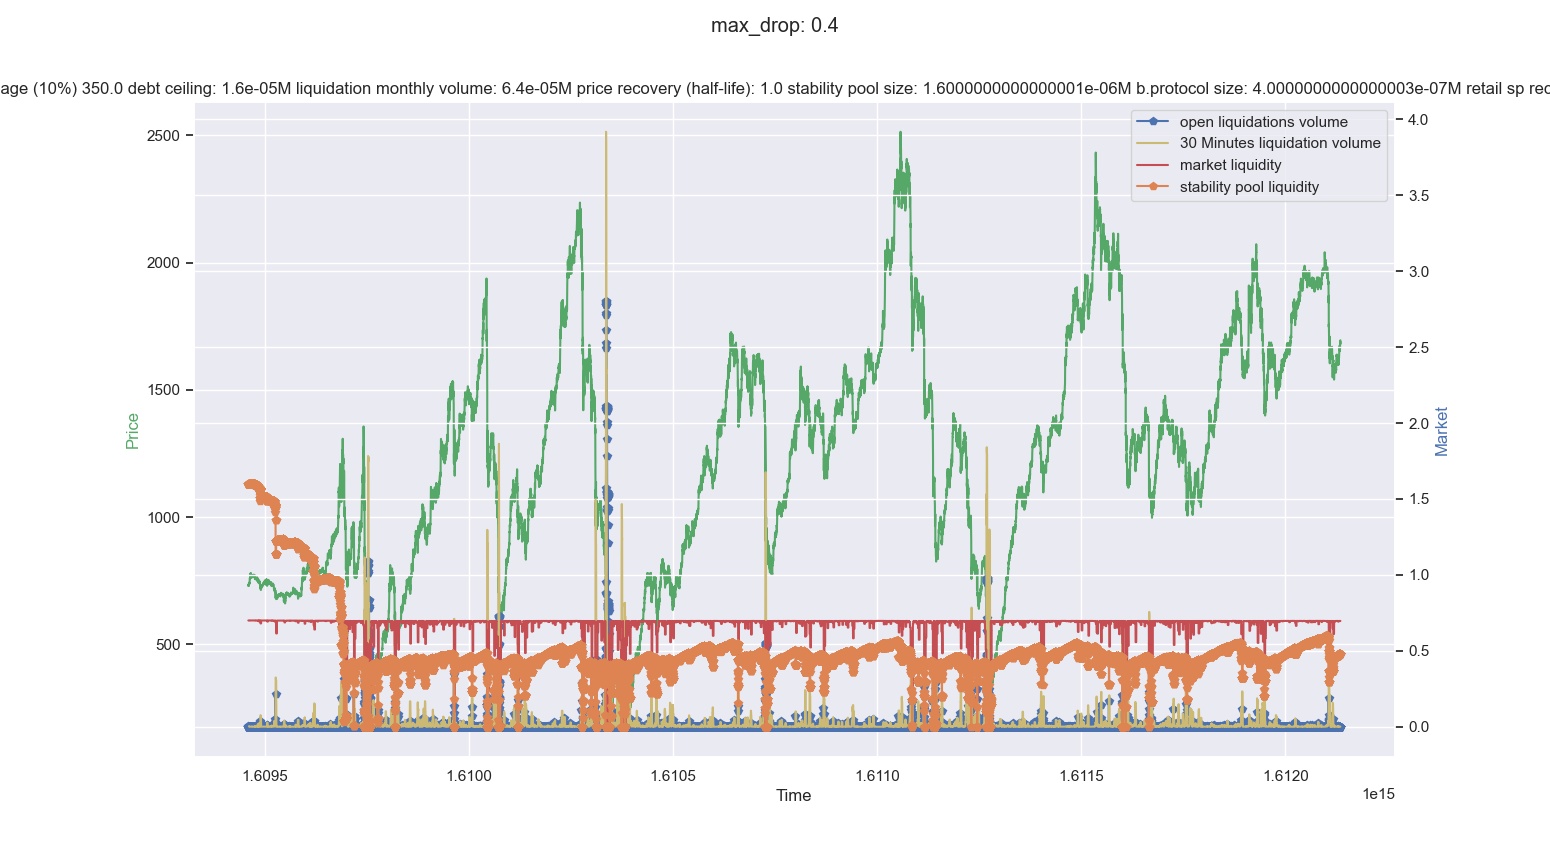 max_drop: 0.4
age (10%) 350.0 debt ceiling: 1.6e-05M liquidation monthly volume: 6.4e-05M price recovery (half-life): 1.0 stability pool size: 1.6000000000000001e-06M b.protocol size: 4.0000000000000003e-07M retail sp rec
open liquidations volume
30 Minutes liquidation volume
market liquidity
stability pool liquidity
2500
2000
1500
1000
500
Price
4.0
3.5
3.0
2.5
2.0
1.5
1.0
0.5
0.0
Market
1.6095
1.6100
1.6105
1.6110
1.6115
1.6120
Time
1e15